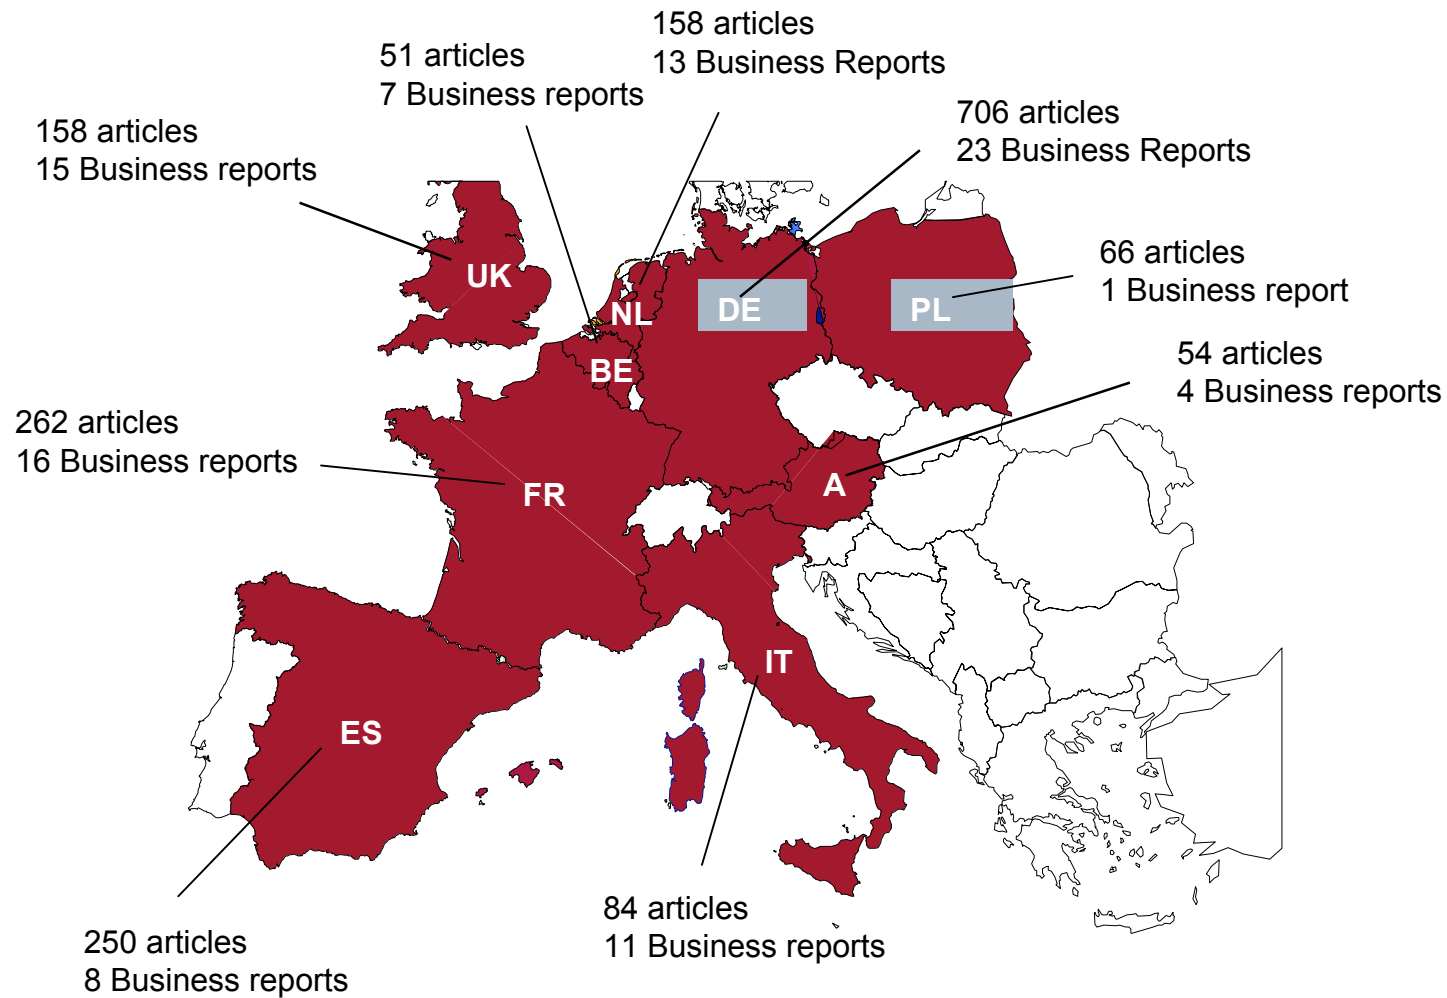 158 articles
13 Business Reports
51 articles
7 Business reports
706 articles
23 Business Reports
158 articles
15 Business reports
66 articles
1 Business report
UK
NL
DE
PL
BE
54 articles
4 Business reports
262 articles
16 Business reports
FR
A
IT
ES
84 articles
11 Business reports
250 articles
8 Business reports